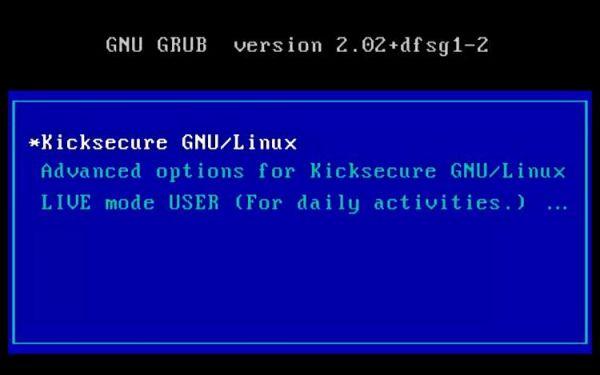 GNU GRUB  version 2.02+dfsg1-2
*Kicksecure GNU/Linux
Advanced options for Kicksecure GNU/Linux
LIVE mode USER (For daily activities.) ...